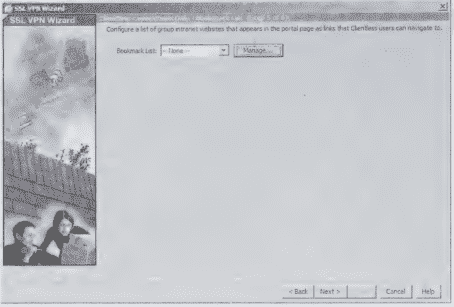 SSL VPN Wizard
SSL VPN Wizard
Configure a list of group intranet websites that appears in the portal page as links that Clientless users can navigate to.
Bookmark List: -- None -- Manage...
< Back Next > Cancel Help